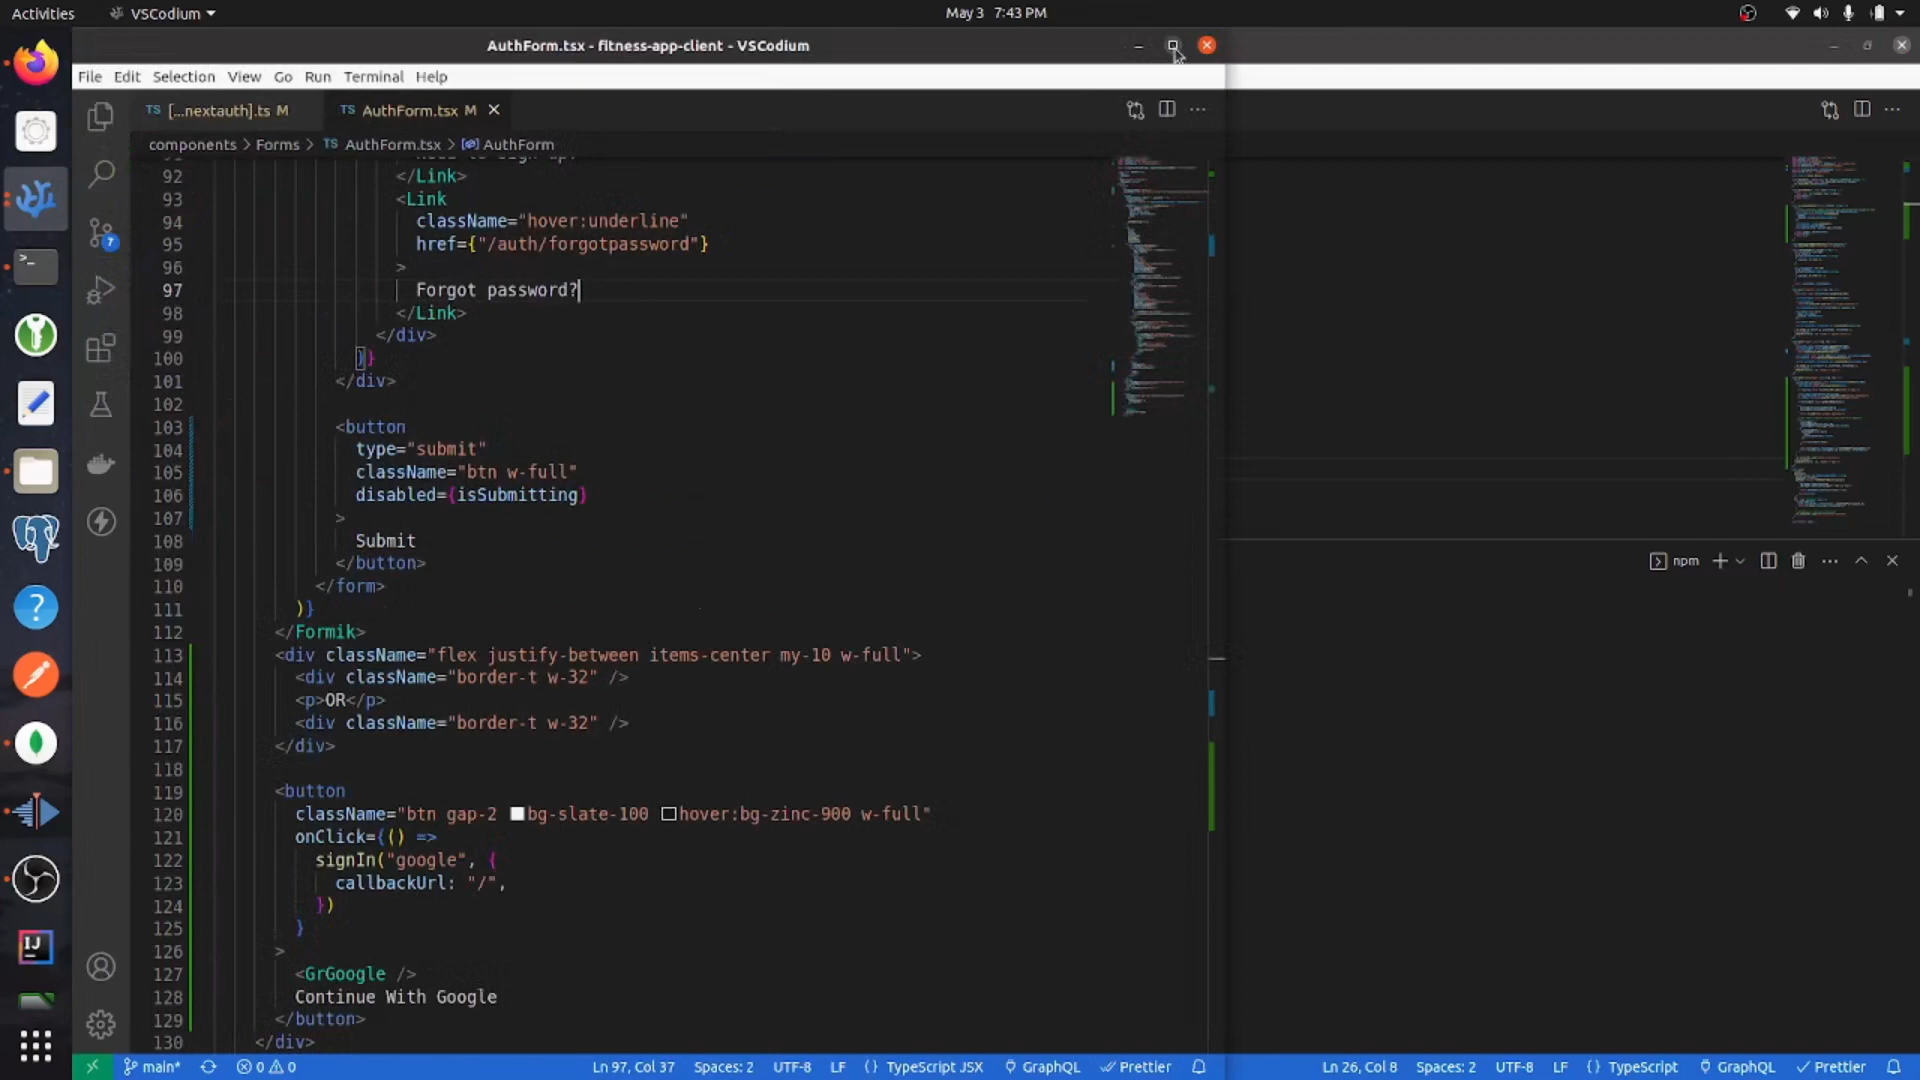 Activities
VSCodium
May 3 7:43 PM
AuthForm.tsx - fitness-app-client - VSCodium
File Edit Selection View Go Run Terminal Help
TS [...nextauth].ts M
TS AuthForm.tsx M
components > Forms > TS AuthForm.tsx > AuthForm
92 </Link>
93 <Link
94 className="hover:underline"
95 href={"/auth/forgotpassword"}
96 >
97 Forgot password?
98 </Link>
99 </div>
100 )}
101 </div>
102
103 <button
104 type="submit"
105 className="btn w-full"
106 disabled={isSubmitting}
107 >
108 Submit
109 </button>
110 </form>
111 )}
112 </Formik>
113 <div className="flex justify-between items-center my-10 w-full">
114 <div className="border-t w-32" />
115 <p>OR</p>
116 <div className="border-t w-32" />
117 </div>
118
119 <button
120 className="btn gap-2 bg-slate-100 hover:bg-zinc-900 w-full"
121 onClick={() =>
122 signIn("google", {
123 callbackUrl: "/",
124 })
125 }
126 >
127 <GrGoogle />
128 Continue With Google
129 </button>
130 </div>
7
npm
main*
0 0
Ln 97, Col 37 Spaces: 2 UTF-8 LF {} TypeScript JSX GraphQL Prettier
Ln 26, Col 8 Spaces: 2 UTF-8 LF {} TypeScript GraphQL Prettier
IJ